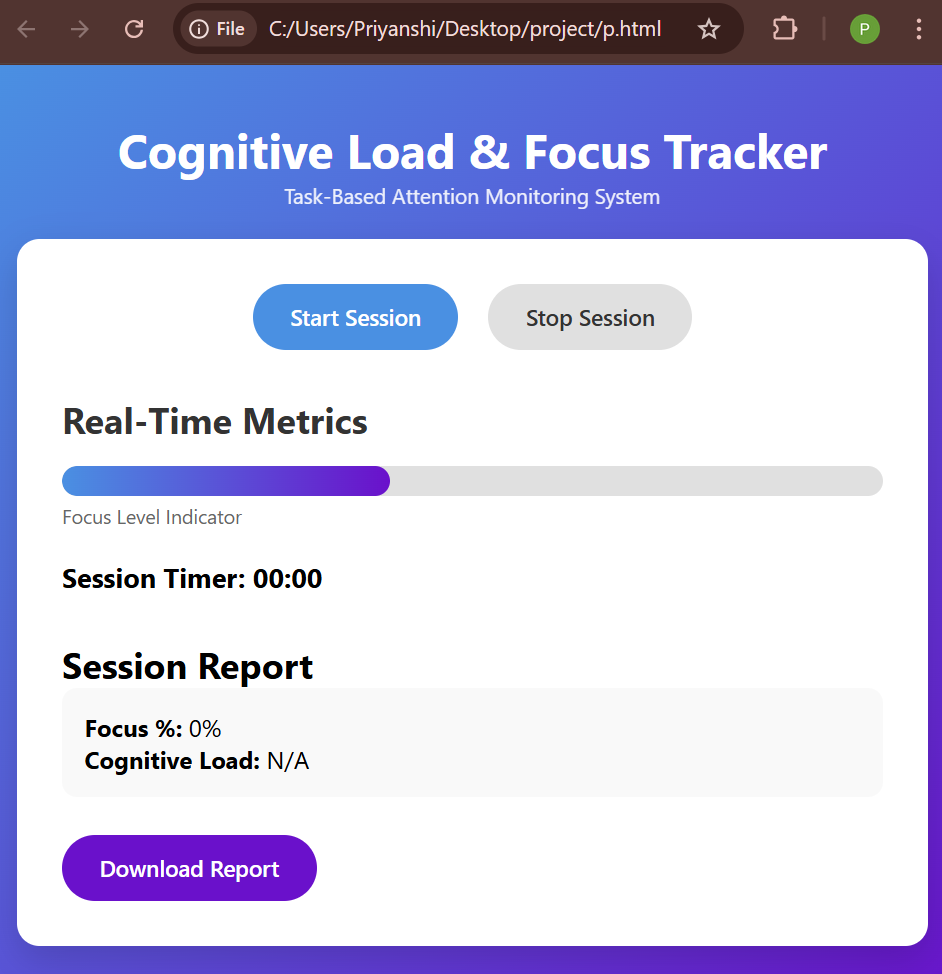 File C:/Users/Priyanshi/Desktop/project/p.html P
Cognitive Load & Focus Tracker
Task-Based Attention Monitoring System
Start Session Stop Session
Real-Time Metrics
Focus Level Indicator
Session Timer: 00:00
Session Report
Focus %: 0%
Cognitive Load: N/A
Download Report